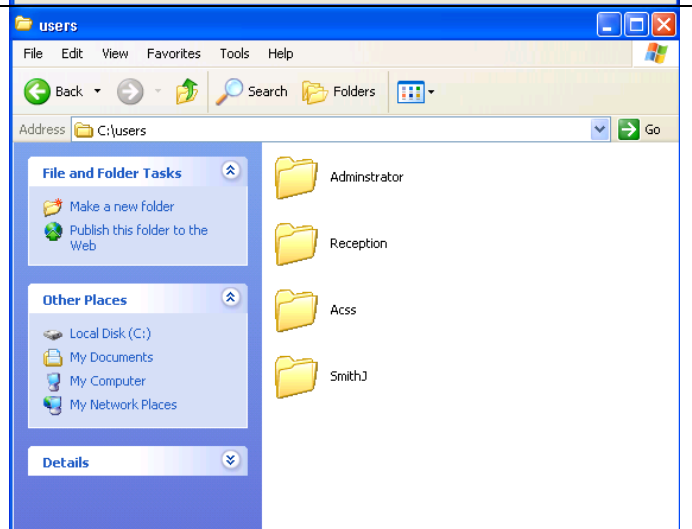 users
File Edit View Favorites Tools Help
Back Search Folders
Address C:\users Go
File and Folder Tasks
Make a new folder
Publish this folder to the
Web
Other Places
Local Disk (C:)
My Documents
My Computer
My Network Places
Details
Adminstrator
Reception
Acss
SmithJ